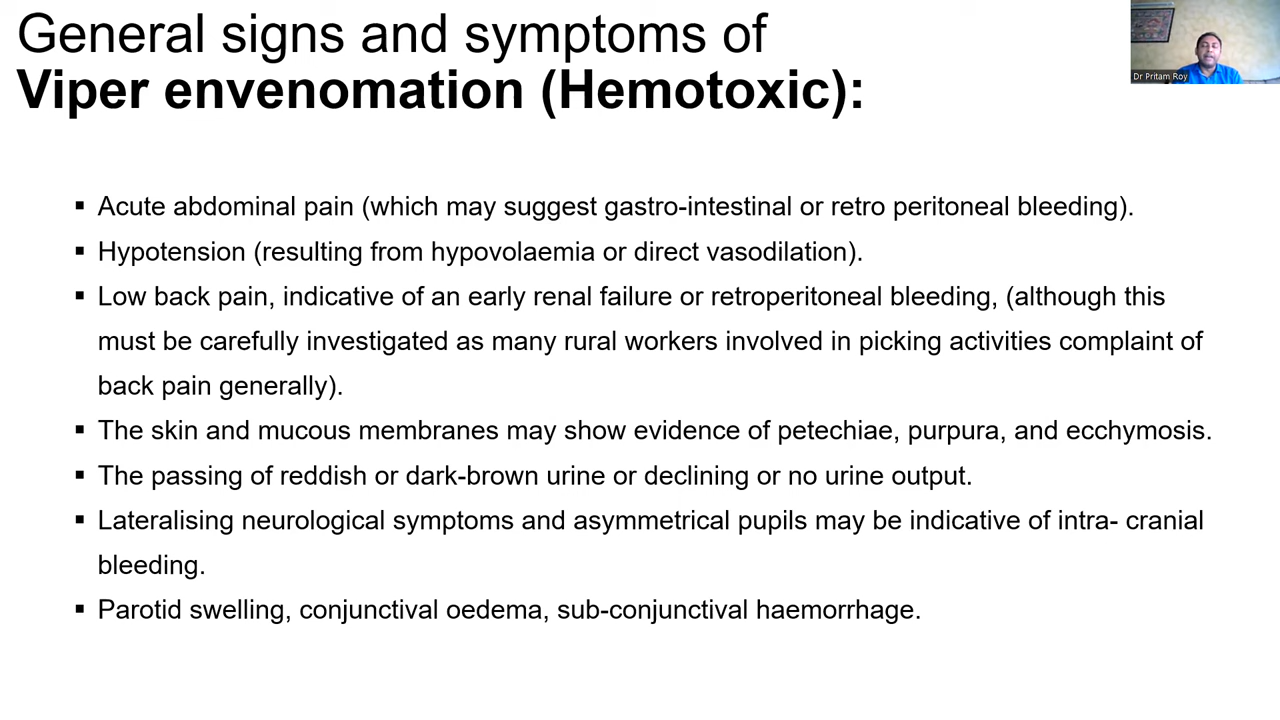 General signs and symptoms of
Viper envenomation (Hemotoxic):
Dr Pritam Roy
▪ Acute abdominal pain (which may suggest gastro-intestinal or retro peritoneal bleeding).
▪ Hypotension (resulting from hypovolaemia or direct vasodilation).
▪ Low back pain, indicative of an early renal failure or retroperitoneal bleeding, (although this
must be carefully investigated as many rural workers involved in picking activities complaint of
back pain generally).
▪ The skin and mucous membranes may show evidence of petechiae, purpura, and ecchymosis.
▪ The passing of reddish or dark-brown urine or declining or no urine output.
▪ Lateralising neurological symptoms and asymmetrical pupils may be indicative of intra- cranial
bleeding.
▪ Parotid swelling, conjunctival oedema, sub-conjunctival haemorrhage.